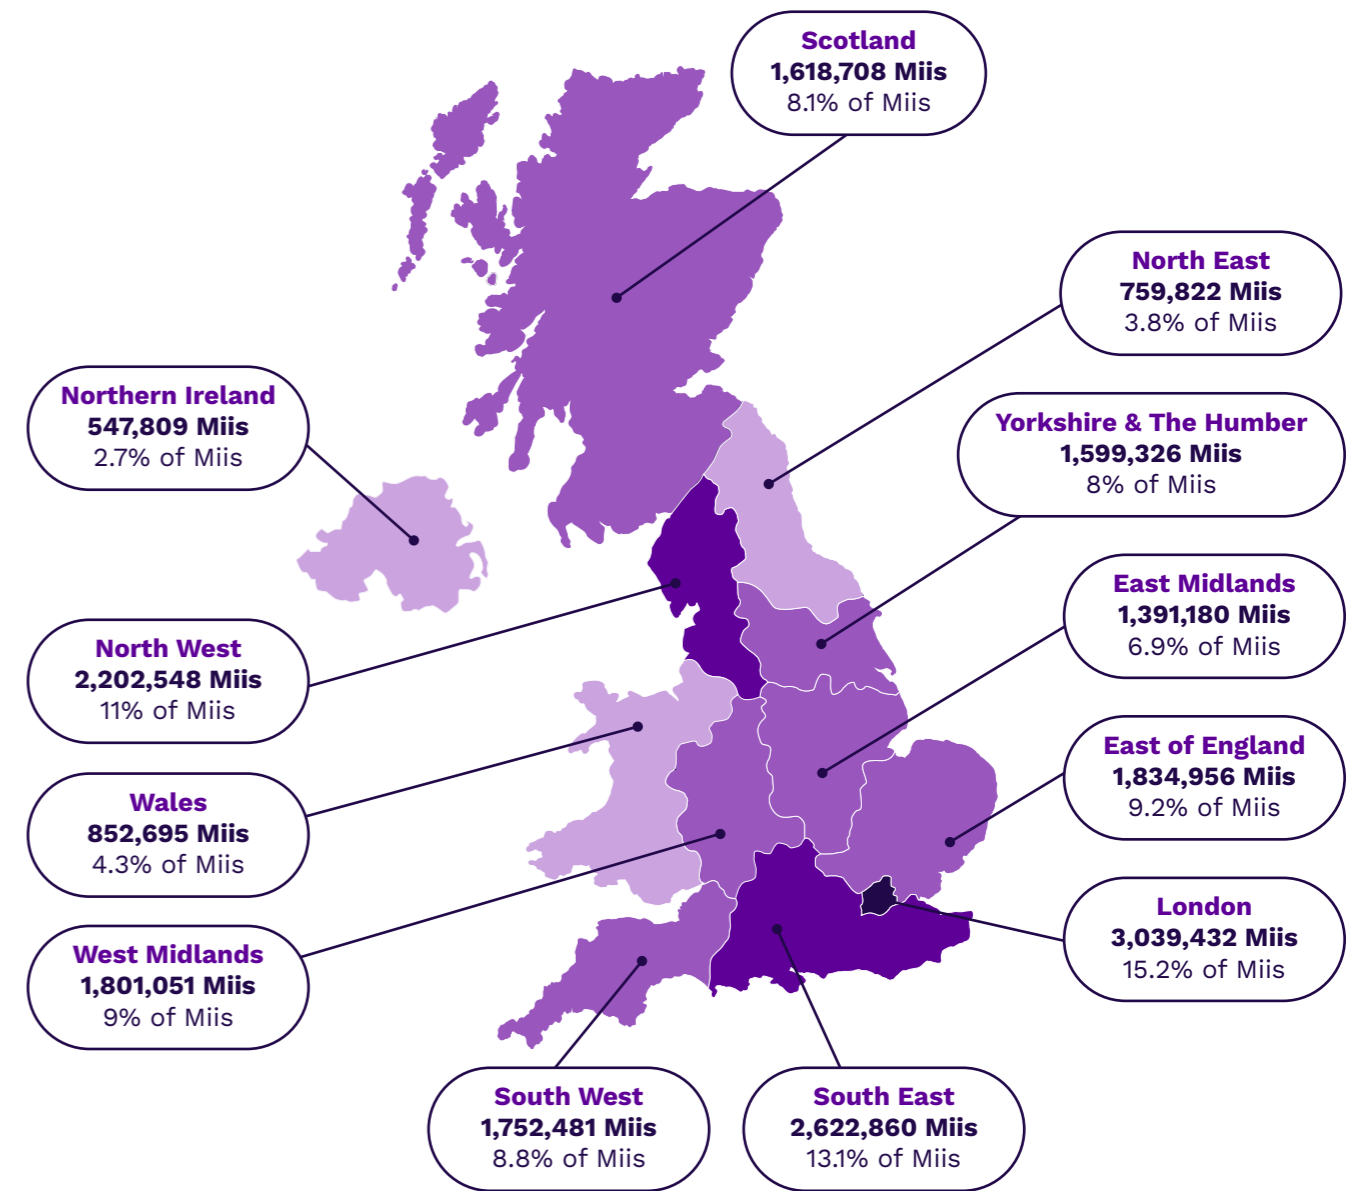 Scotland
1,618,708 Miis
8.1% of Miis
North East
759,822 Miis
3.8% of Miis
Northern Ireland
547,809 Miis
2.7% of Miis
Yorkshire & The Humber
1,599,326 Miis
8% of Miis
East Midlands
1,391,180 Miis
6.9% of Miis
North West
2,202,548 Miis
11% of Miis
East of England
1,834,956 Miis
9.2% of Miis
Wales
852,695 Miis
4.3% of Miis
London
3,039,432 Miis
15.2% of Miis
West Midlands
1,801,051 Miis
9% of Miis
South West
1,752,481 Miis
8.8% of Miis
South East
2,622,860 Miis
13.1% of Miis